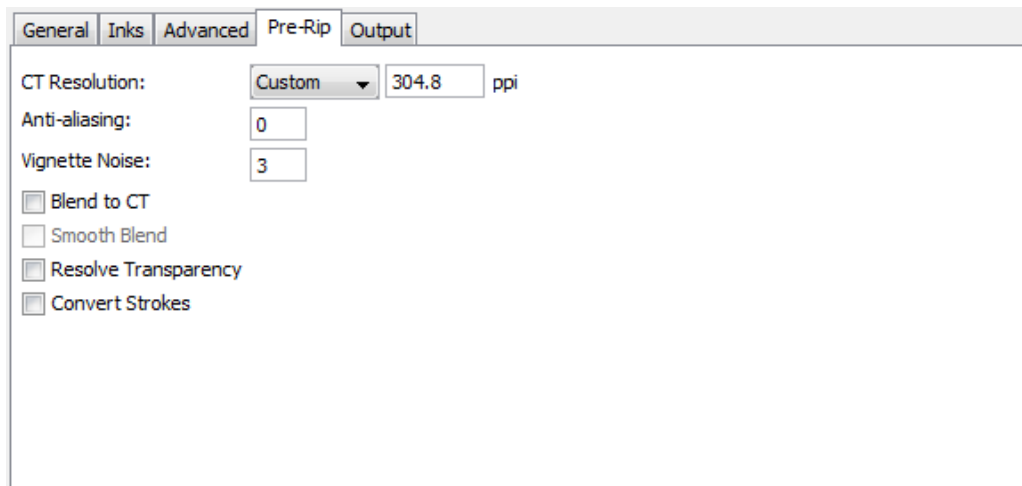 General Inks Advanced Pre-Rip Output
CT Resolution: Custom 304.8 ppi
Anti-aliasing: 0
Vignette Noise: 3
Blend to CT
Smooth Blend
Resolve Transparency
Convert Strokes